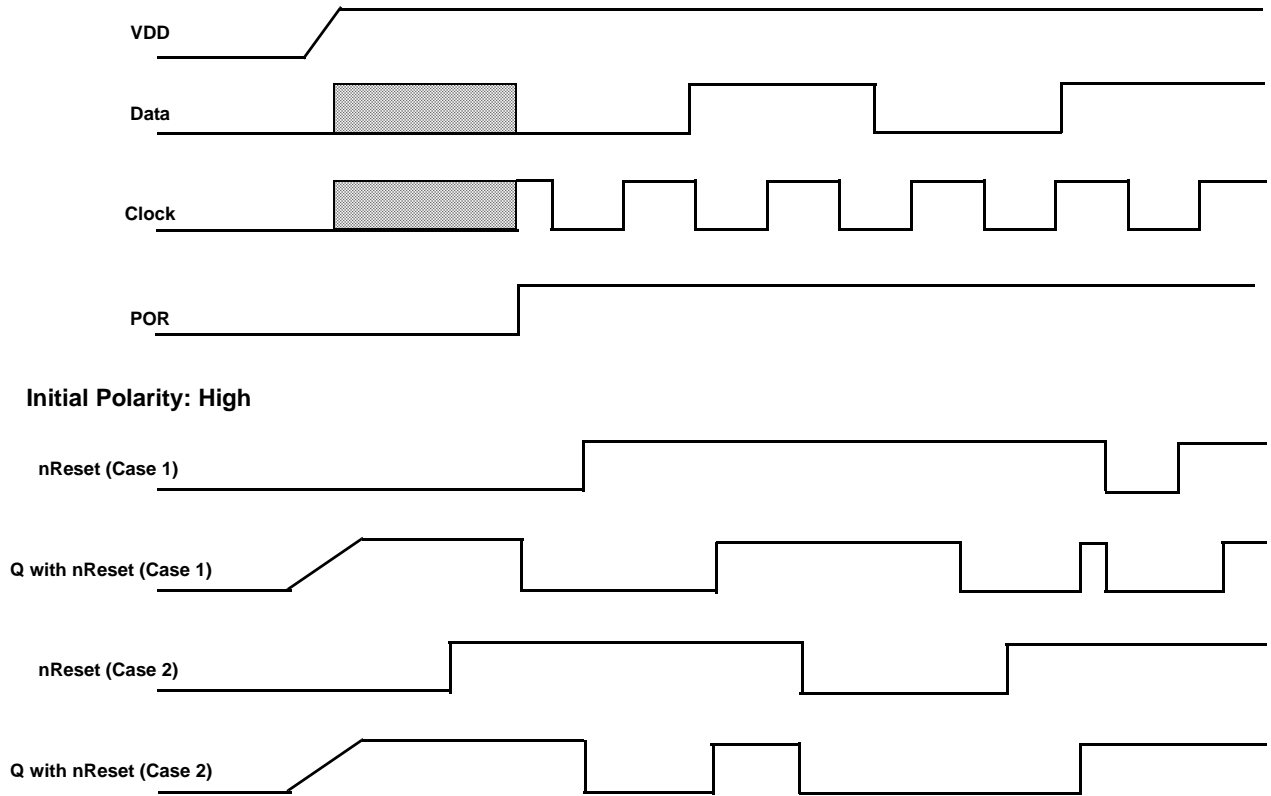 VDD
Data
Clock
POR
Initial Polarity: High
nReset (Case 1)
Q with nReset (Case 1)
nReset (Case 2)
Q with nReset (Case 2)